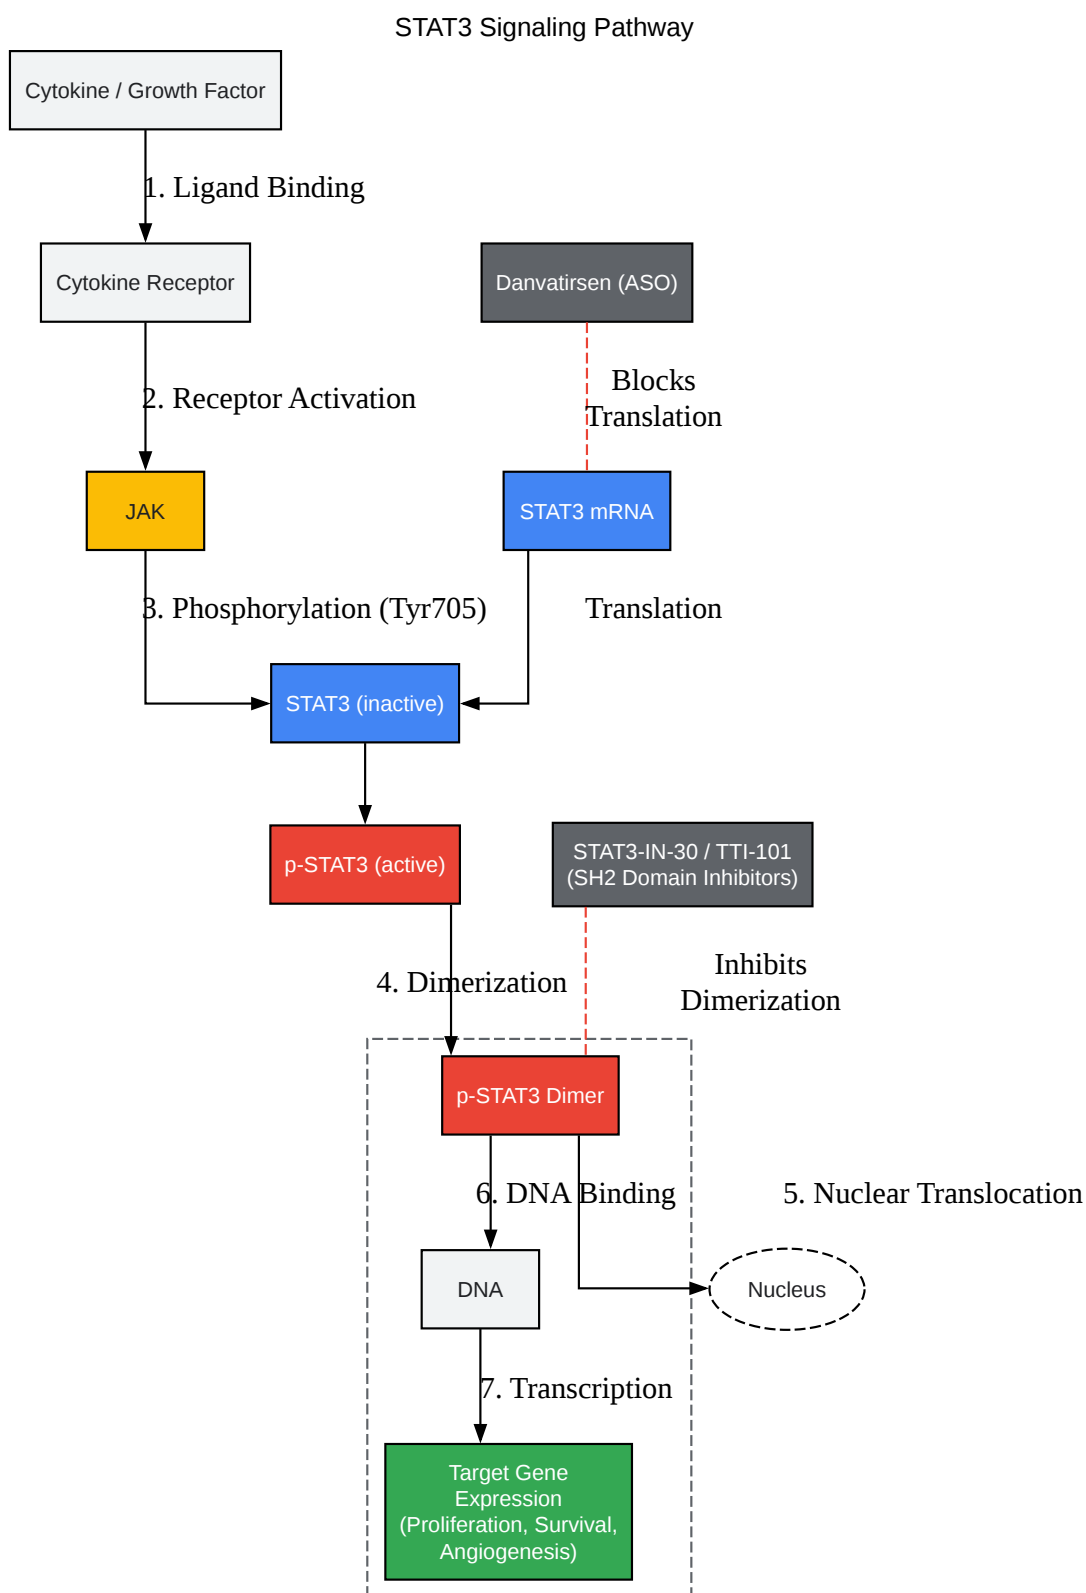 STAT3 Signaling Pathway
Cytokine / Growth Factor
1. Ligand Binding
Cytokine Receptor
Danvatirsen (ASO)
2. Receptor Activation
Blocks
Translation
JAK
STAT3 mRNA
3. Phosphorylation (Tyr705)
Translation
STAT3 (inactive)
p-STAT3 (active)
STAT3-IN-30 / TTI-101
(SH2 Domain Inhibitors)
4. Dimerization
Inhibits
Dimerization
p-STAT3 Dimer
6. DNA Binding
5. Nuclear Translocation
DNA
Nucleus
7. Transcription
Target Gene
Expression
(Proliferation, Survival,
Angiogenesis)